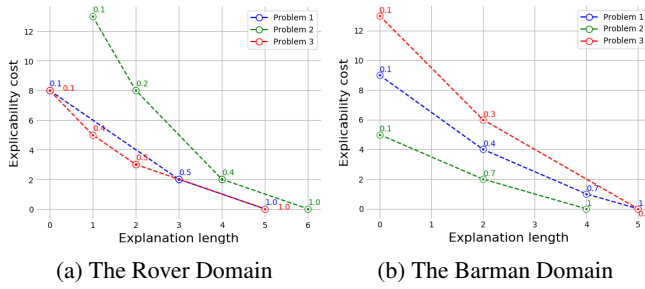 Explicability cost
12
10
8
6
4
2
0
0.1
0.1
0.4
0.5
0.5
1.0
1.0
0.1
0.2
0.4
1.0
Problem 1
Problem 2
Problem 3
0 1 2 3 4 5 6
Explanation length
(a) The Rover Domain
Explicability cost
12
10
8
6
4
2
0
0.1
0.3
0.1
0.4
0.7
1
0.1
0.7
1
Problem 1
Problem 2
Problem 3
0 1 2 3 4 5
Explanation length
(b) The Barman Domain